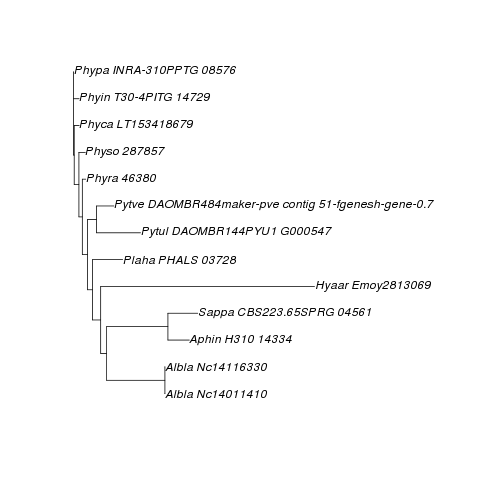 Phypa INRA-310PPTG 08576
Phyin T30-4PITG 14729
Phyca LT153418679
Physo 287857
Phyra 46380
Pytve DAOMBR484maker-pve contig 51-fgenesh-gene-0.7
Pytul DAOMBR144PYU1 G000547
Plaha PHALS 03728
Hyaar Emoy2813069
Sappa CBS223.65SPRG 04561
Aphin H310 14334
Albla Nc14116330
Albla Nc14011410